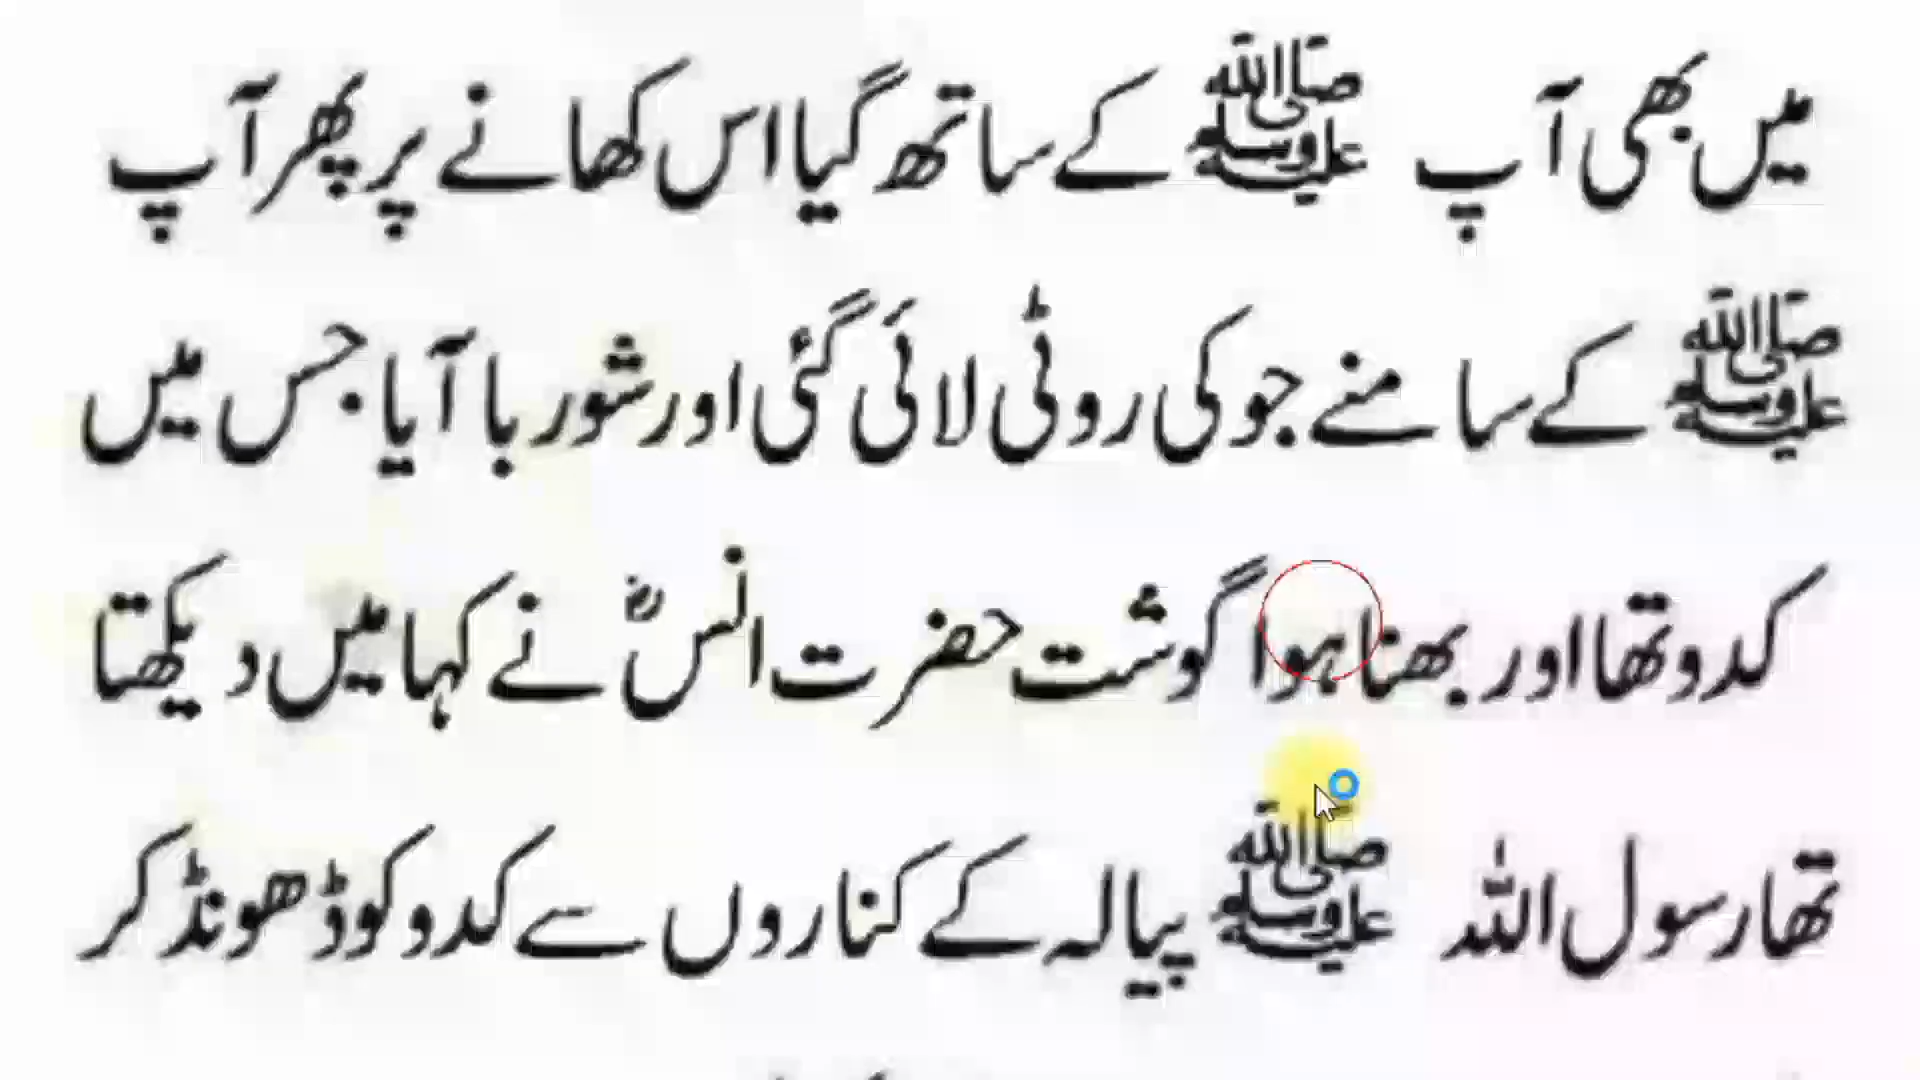 میں بھی آپ ﷺ کے ساتھ گیا اس کھانے پر پھر آپ
ﷺ کے سامنے جو کی روٹی لائی گئی اور شوربا آیا جس میں
کدو تھا اور بھنا ہوا گوشت حضرت انسؓ نے کہا میں دیکھتا
تھا رسول اللہ ﷺ پیالہ کے کناروں سے کدو کو ڈھونڈ کر